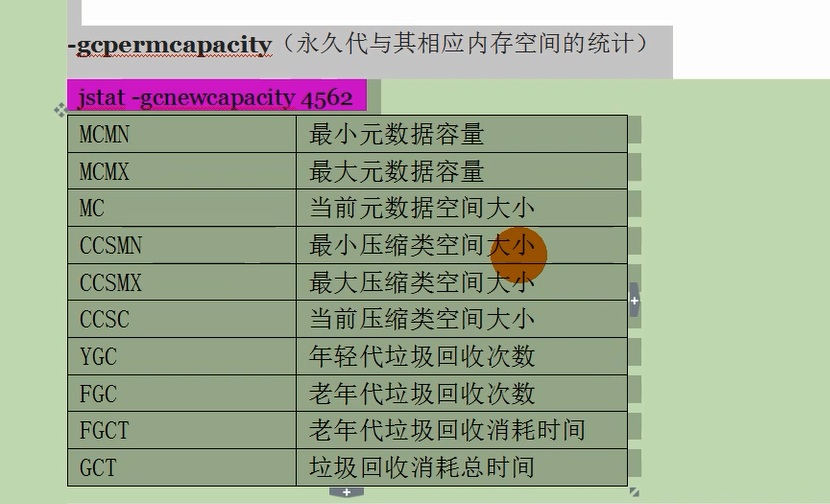 -gcpermcapacity（永久代与其相应内存空间的统计）
jstat -gcnewcapacity 4562
MCMN 最小元数据容量
MCMX 最大元数据容量
MC 当前元数据空间大小
CCSMN 最小压缩类空间大小
CCSMX 最大压缩类空间大小
CCSC 当前压缩类空间大小
YGC 年轻代垃圾回收次数
FGC 老年代垃圾回收次数
FGCT 老年代垃圾回收消耗时间
GCT 垃圾回收消耗总时间